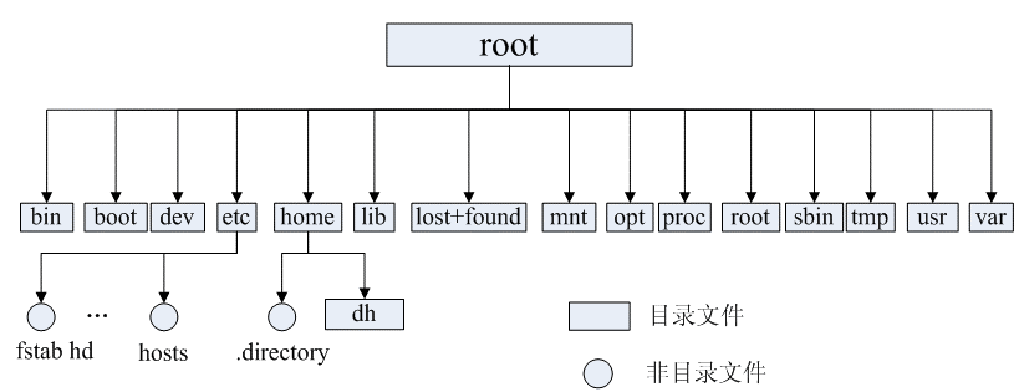 root
bin boot dev etc home lib lost+found mnt opt proc root sbin tmp usr var
... dh 目录文件
fstab hd hosts .directory 非目录文件